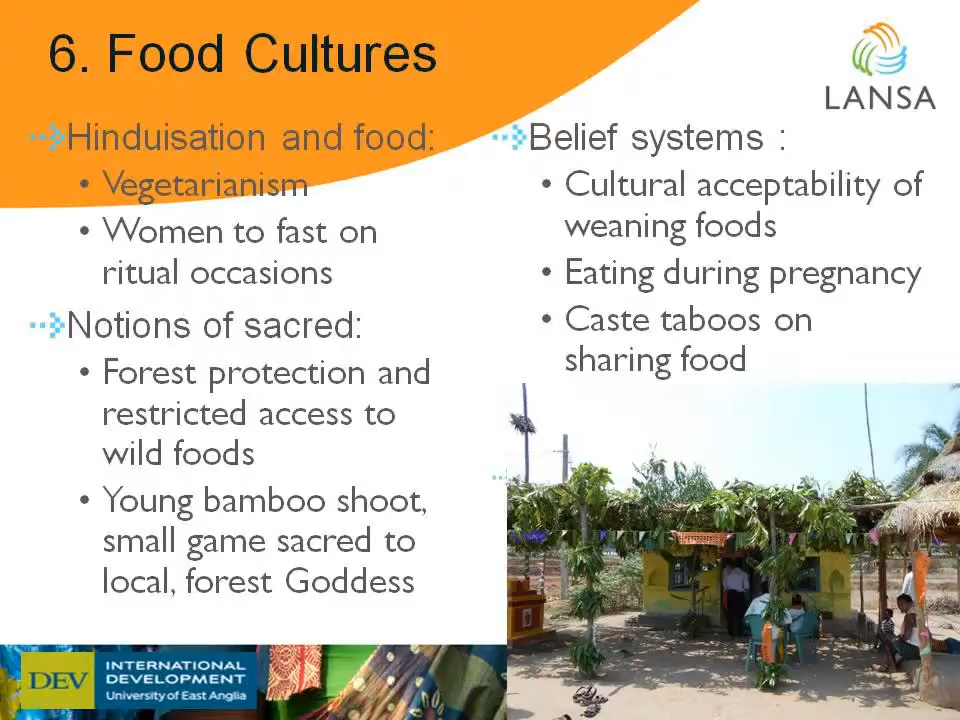 6. Food Cultures
LANSA
Hinduisation and food:
• Vegetarianism
• Women to fast on
ritual occasions
Notions of sacred:
• Forest protection and
restricted access to
wild foods
• Young bamboo shoot,
small game sacred to
local, forest Goddess
Belief systems :
• Cultural acceptability of
weaning foods
• Eating during pregnancy
• Caste taboos on
sharing food
DEV
INTERNATIONAL
DEVELOPMENT
University of East Anglia